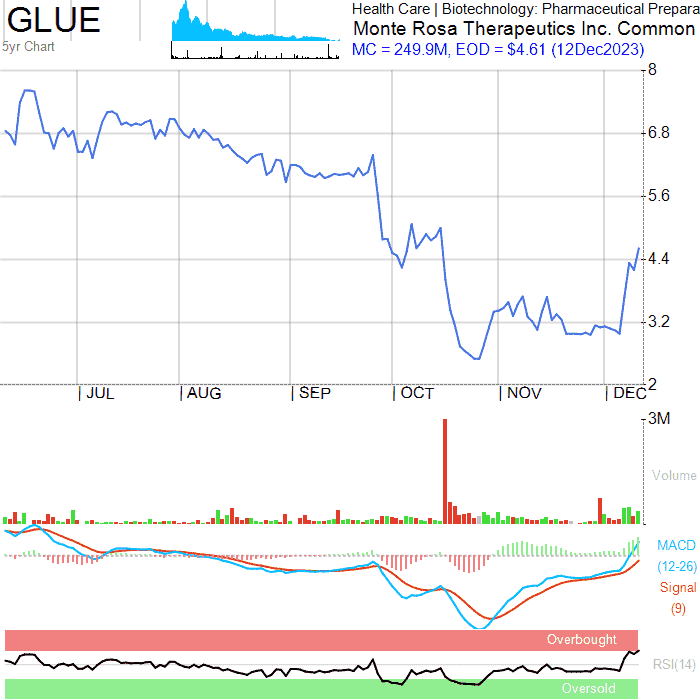 GLUE
5yr Chart
Health Care | Biotechnology: Pharmaceutical Prepara
Monte Rosa Therapeutics Inc. Common
MC = 249.9M, EOD = $4.61 (12Dec2023)
8
6.8
5.6
4.4
3.2
2
| JUL | AUG | SEP | OCT | NOV | DEC
3M
Volume
MACD
(12-26)
Signal
(9)
Overbought
RSI(14)
Oversold